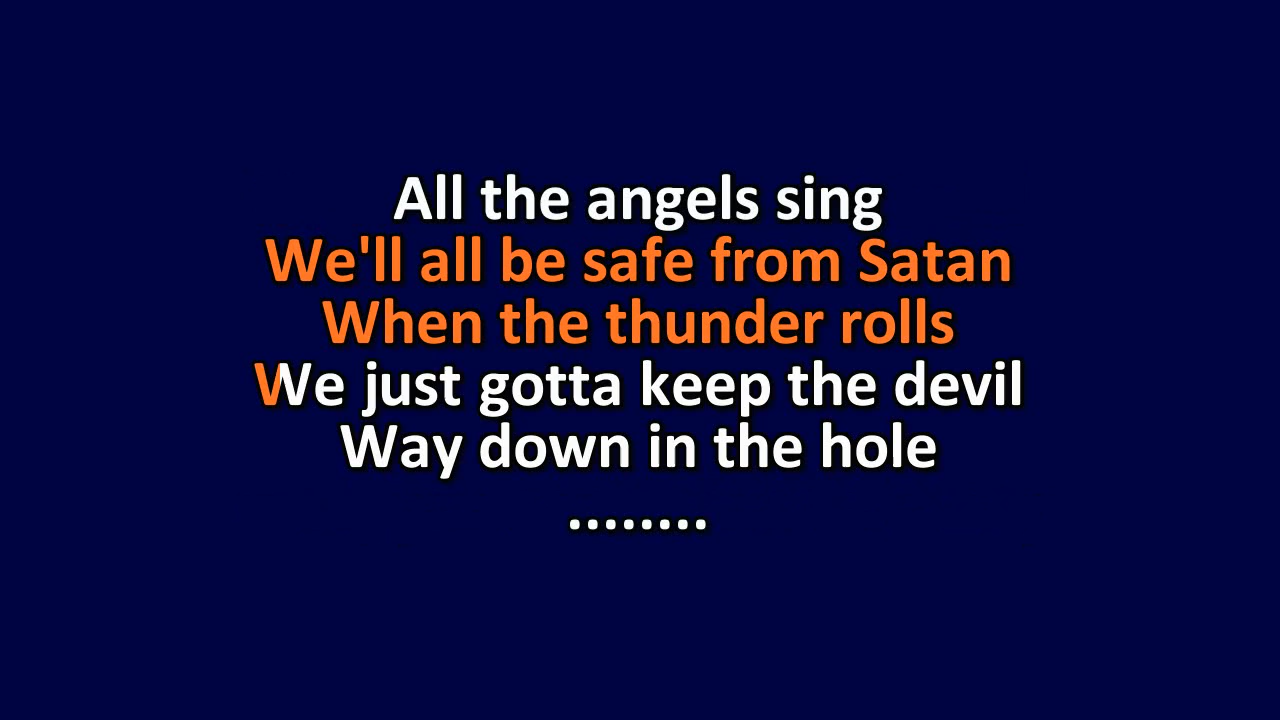 All the angels sing
We'll all be safe from Satan
When the thunder rolls
We just gotta keep the devil
Way down in the hole
........